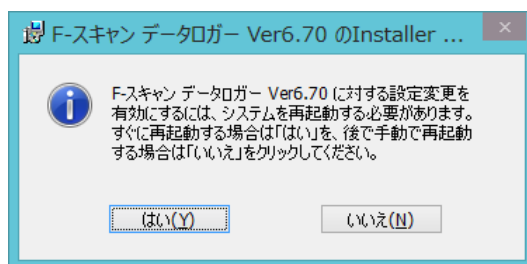 F-スキャン データロガー Ver6.70 のInstaller ...
F-スキャン データロガー Ver6.70 に対する設定変更を
有効にするには、システムを再起動する必要があります。
すぐに再起動する場合は「はい」を、後で手動で再起動
する場合は「いいえ」をクリックしてください。
はい(Y)
いいえ(N)